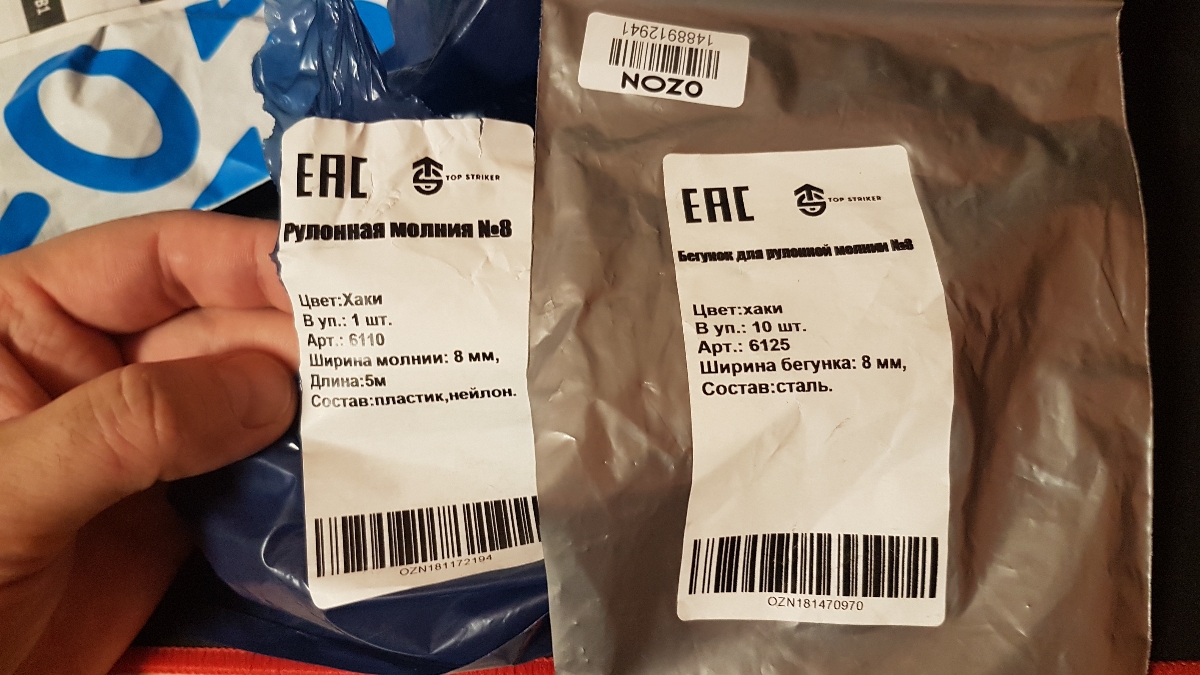 EAC
TOP STRIKER
Рулонная молния №8
Цвет:Хаки
В уп.: 1 шт.
Арт.: 6110
Ширина молнии: 8 мм,
Длина:5м
Состав:пластик,нейлон.
OZN181172194
OZON
1488912941
EAC
TOP STRIKER
Бегунок для рулонной молнии №8
Цвет:хаки
В уп.: 10 шт.
Арт.: 6125
Ширина бегунка: 8 мм,
Состав:сталь.
OZN181470970